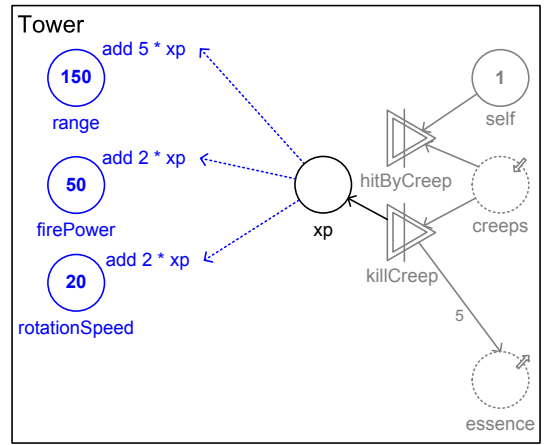 Tower
add 5 * xp
150
range
1
self
add 2 * xp
50
firePower
hitByCreep
creeps
xp
killCreep
add 2 * xp
20
rotationSpeed
5
essence